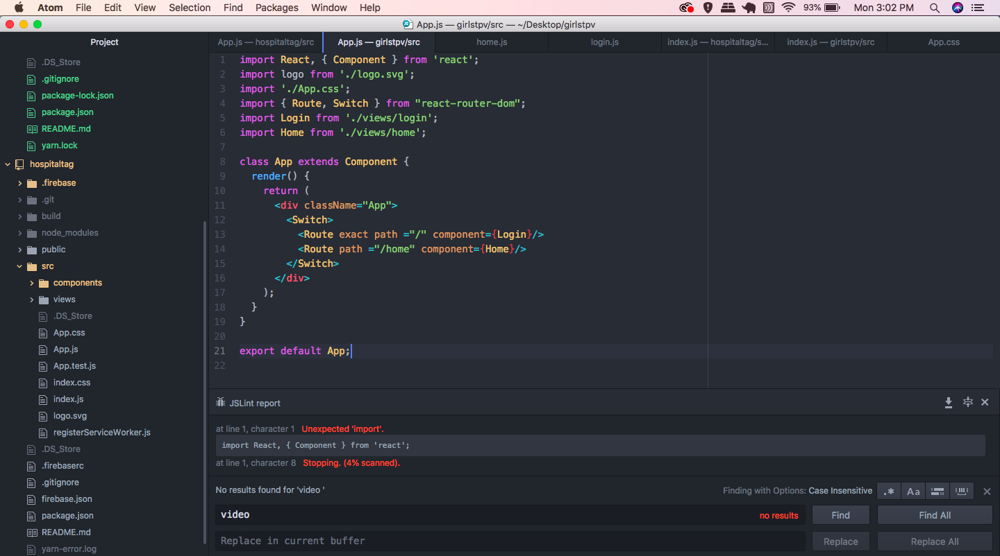 Atom File Edit View Selection Find Packages Window Help 93% Mon 3:02 PM
App.js — girlstpv/src — ~/Desktop/girlstpv
Project
.DS_Store
.gitignore
package-lock.json
package.json
README.md
yarn.lock
hospitaltag
.firebase
.git
build
node_modules
public
src
components
views
.DS_Store
App.css
App.js
App.test.js
index.css
index.js
logo.svg
registerServiceWorker.js
.DS_Store
.firebaserc
.gitignore
firebase.json
package.json
README.md
yarn-error.log
App.js — hospitaltag/src App.js — girlstpv/src home.js login.js index.js — hospitaltag/s... index.js — girlstpv/src App.css
1 import React, { Component } from 'react';
2 import logo from './logo.svg';
3 import './App.css';
4 import { Route, Switch } from "react-router-dom";
5 import Login from './views/login';
6 import Home from './views/home';
7
8 class App extends Component {
9 render() {
10 return (
11 <div className="App">
12 <Switch>
13 <Route exact path ="/" component={Login}/>
14 <Route path ="/home" component={Home}/>
15 </Switch>
16 </div>
17 );
18 }
19 }
20
21 export default App;
22
JSLint report
at line 1, character 1 Unexpected 'import'.
import React, { Component } from 'react';
at line 1, character 8 Stopping. (4% scanned).
No results found for 'video ' Finding with Options: Case Insensitive .* Aa
video no results Find Find All
Replace in current buffer Replace Replace All